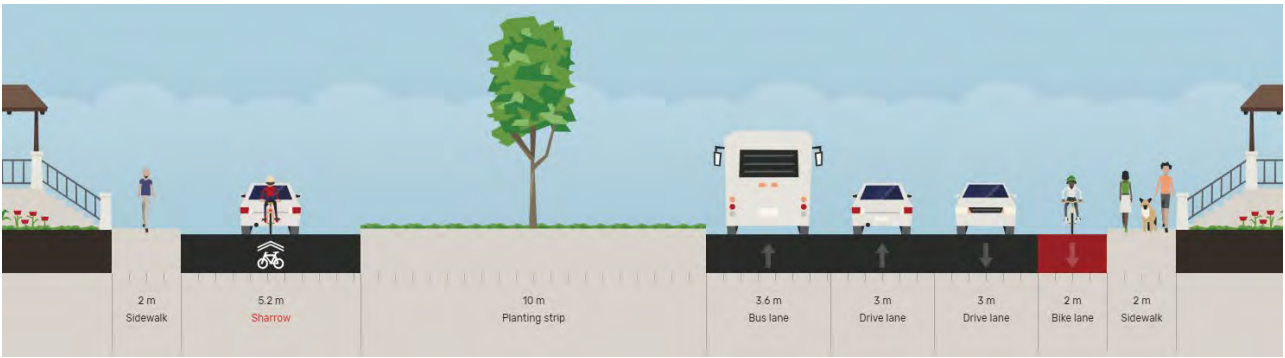 2 m
Sidewalk
5.2 m
Sharrow
10 m
Planting strip
3.6 m
Bus lane
3 m
Drive lane
3 m
Drive lane
2 m
Bike lane
2 m
Sidewalk